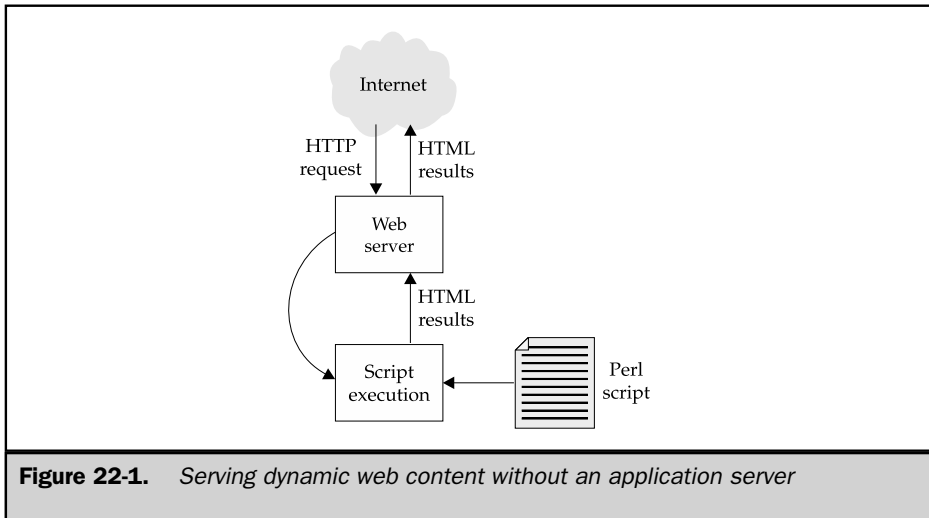 Internet
HTTP
request
HTML
results
Web
server
HTML
results
Script
execution
Perl
script
Figure 22-1. Serving dynamic web content without an application server